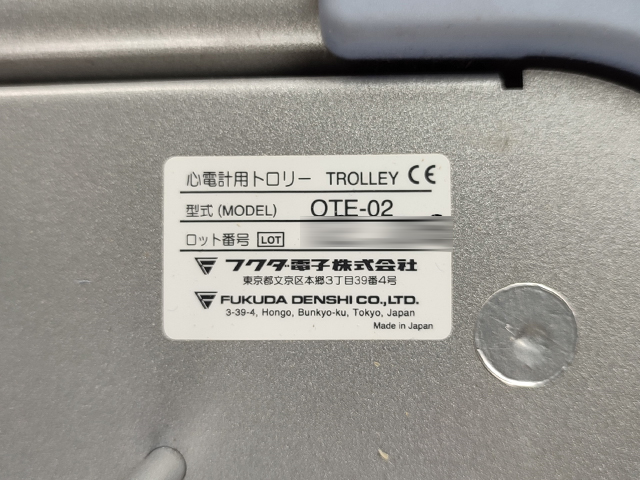 心電計用トロリー TROLLEY CE
型式 (MODEL) OTE-02
ロット番号 LOT
フクダ電子株式会社
東京都文京区本郷3丁目39番4号
FUKUDA DENSHI CO.,LTD.
3-39-4, Hongo, Bunkyo-ku, Tokyo, Japan
Made in Japan